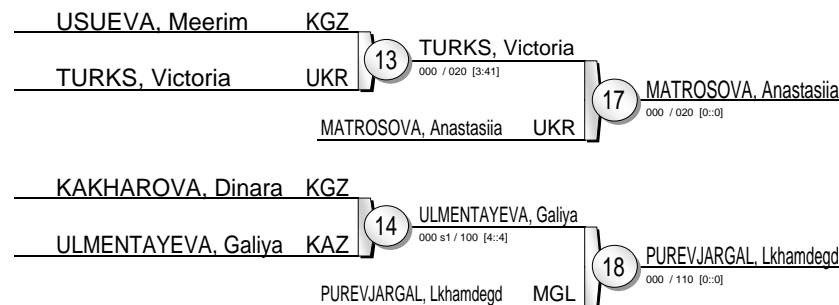 USUEVA, Meerim KGZ
13
TURKS, Victoria
000 / 020 [3:41]
TURKS, Victoria UKR
17
MATROSOVA, Anastasiia
000 / 020 [0::0]
MATROSOVA, Anastasiia UKR
KAKHAROVA, Dinara KGZ
14
ULMENTAYEVA, Galiya
000 s1 / 100 [4::4]
ULMENTAYEVA, Galiya KAZ
18
PUREVJARGAL, Lkhamdegd
000 / 110 [0::0]
PUREVJARGAL, Lkhamdegd MGL